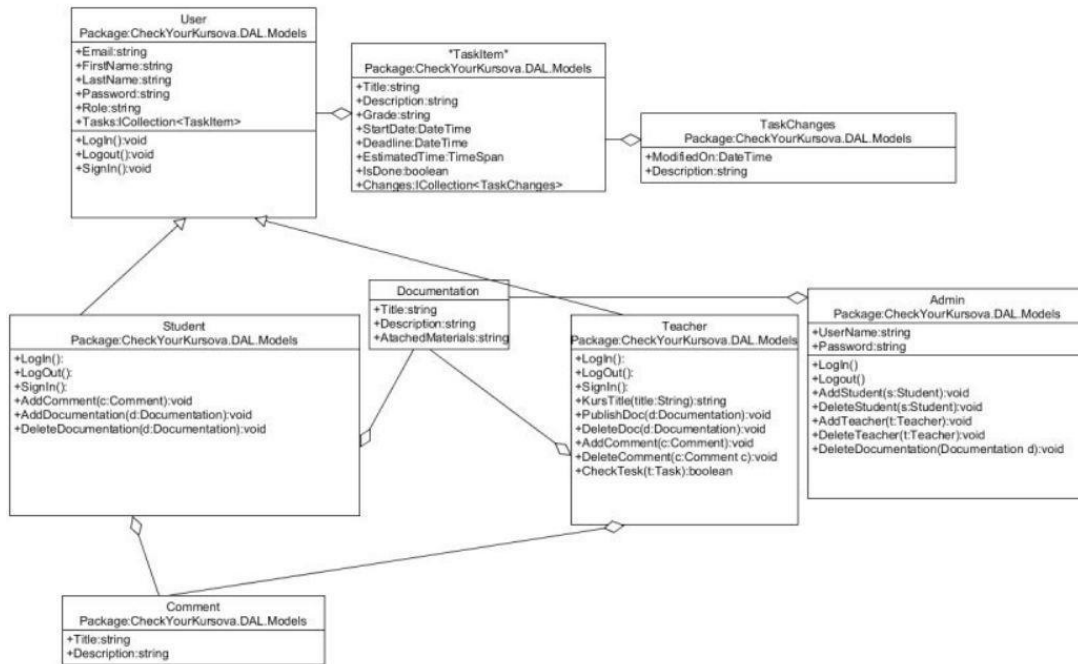 User
Package:CheckYourKursova.DAL.Models
+Email:string
+FirstName:string
+LastName:string
+Password:string
+Role:string
+Tasks:ICollection<TaskItem>
+LogIn():void
+Logout():void
+SignIn():void
*TaskItem*
Package:CheckYourKursova.DAL.Models
+Title:string
+Description:string
+Grade:string
+StartDate:DateTime
+Deadline:DateTime
+EstimatedTime:TimeSpan
+IsDone:boolean
+Changes:ICollection<TaskChanges>
TaskChanges
Package:CheckYourKursova.DAL.Models
+ModifiedOn:DateTime
+Description:string
Documentation
+Title:string
+Description:string
+AtachedMaterials:string
Student
Package:CheckYourKursova.DAL.Models
+LogIn():
+LogOut():
+SignIn():
+AddComment(c:Comment):void
+AddDocumentation(d:Documentation):void
+DeleteDocumentation(d:Documentation):void
Teacher
Package:CheckYourKursova.DAL.Models
+LogIn():
+LogOut():
+SignIn():
+KursTitle(title:String):string
+PublishDoc(d:Documentation):void
+DeleteDoc(d:Documentation):void
+AddComment(c:Comment):void
+DeleteComment(c:Comment c):void
+CheckTesk(t:Task):boolean
Admin
Package:CheckYourKursova.DAL.Models
+UserName:string
+Password:string
+LogIn()
+Logout()
+AddStudent(s:Student):void
+DeleteStudent(s:Student):void
+AddTeacher(t:Teacher):void
+DeleteTeacher(t:Teacher):void
+DeleteDocumentation(Documentation d):void
Comment
Package:CheckYourKursova.DAL.Models
+Title:string
+Description:string